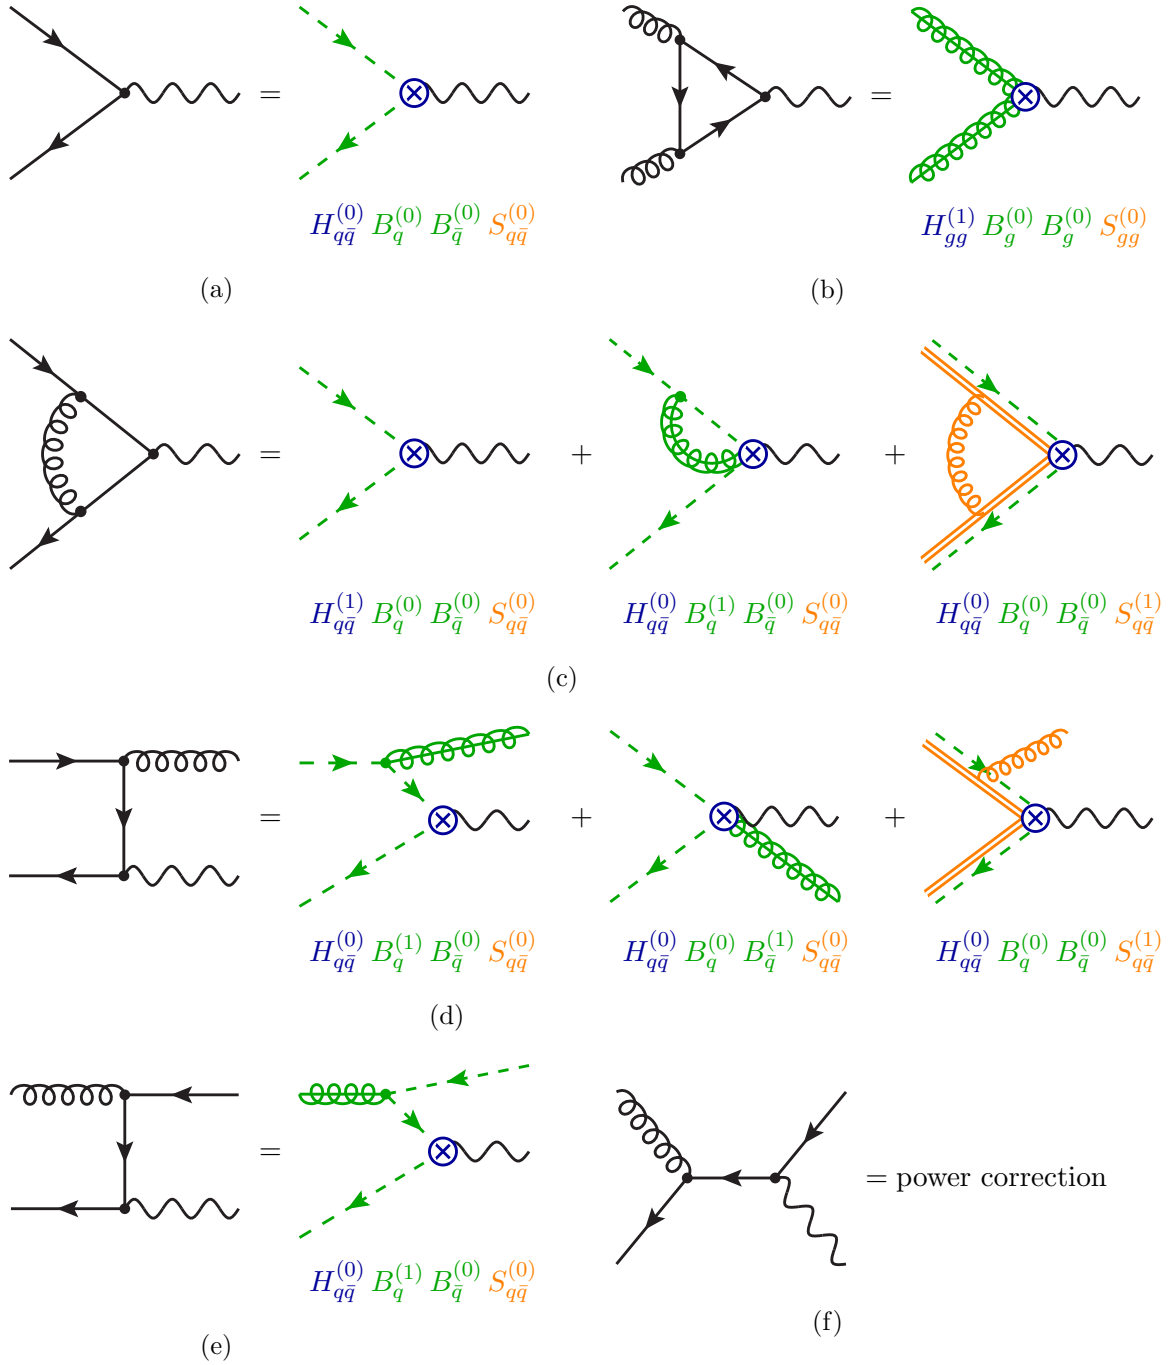 = =
$H_{q\bar{q}}^{(0)} B_q^{(0)} B_{\bar{q}}^{(0)} S_{q\bar{q}}^{(0)}$ $H_{gg}^{(1)} B_g^{(0)} B_g^{(0)} S_{gg}^{(0)}$
(a) (b)
= + +
$H_{q\bar{q}}^{(1)} B_q^{(0)} B_{\bar{q}}^{(0)} S_{q\bar{q}}^{(0)}$ $H_{q\bar{q}}^{(0)} B_q^{(1)} B_{\bar{q}}^{(0)} S_{q\bar{q}}^{(0)}$ $H_{q\bar{q}}^{(0)} B_q^{(0)} B_{\bar{q}}^{(0)} S_{q\bar{q}}^{(1)}$
(c)
= + +
$H_{q\bar{q}}^{(0)} B_q^{(1)} B_{\bar{q}}^{(0)} S_{q\bar{q}}^{(0)}$ $H_{q\bar{q}}^{(0)} B_q^{(0)} B_{\bar{q}}^{(1)} S_{q\bar{q}}^{(0)}$ $H_{q\bar{q}}^{(0)} B_q^{(0)} B_{\bar{q}}^{(0)} S_{q\bar{q}}^{(1)}$
(d)
= = power correction
$H_{q\bar{q}}^{(0)} B_q^{(1)} B_{\bar{q}}^{(0)} S_{q\bar{q}}^{(0)}$
(e) (f)